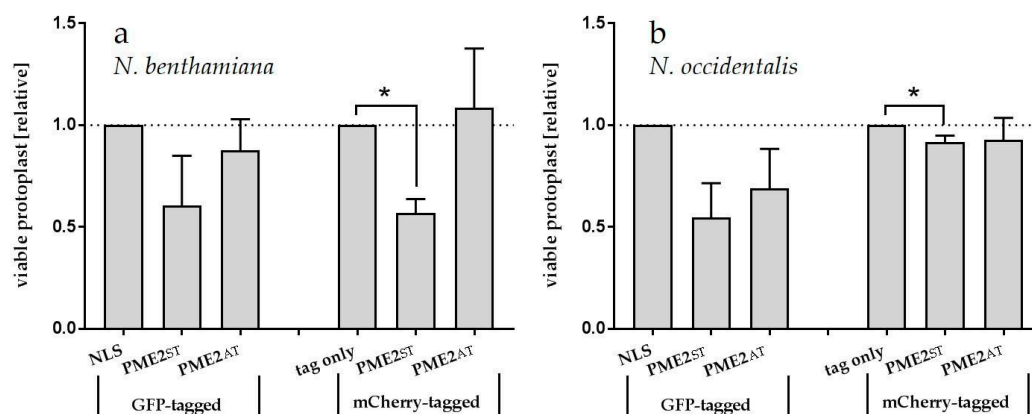 a
N. benthamiana
viable protoplast [relative]
1.5
1.0
0.5
0.0
*
NLS
PME2ST
PME2AT
tag only
PME2ST
PME2AT
GFP-tagged
mCherry-tagged
b
N. occidentalis
viable protoplast [relative]
1.5
1.0
0.5
0.0
*
NLS
PME2ST
PME2AT
tag only
PME2ST
PME2AT
GFP-tagged
mCherry-tagged